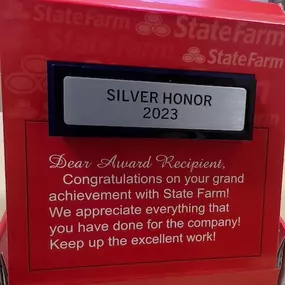 StateFarm
StateFarm
SILVER HONOR
2023
Dear Award Recipient,
Congratulations on your grand
achievement with State Farm!
We appreciate everything that
you have done for the company!
Keep up the excellent work!